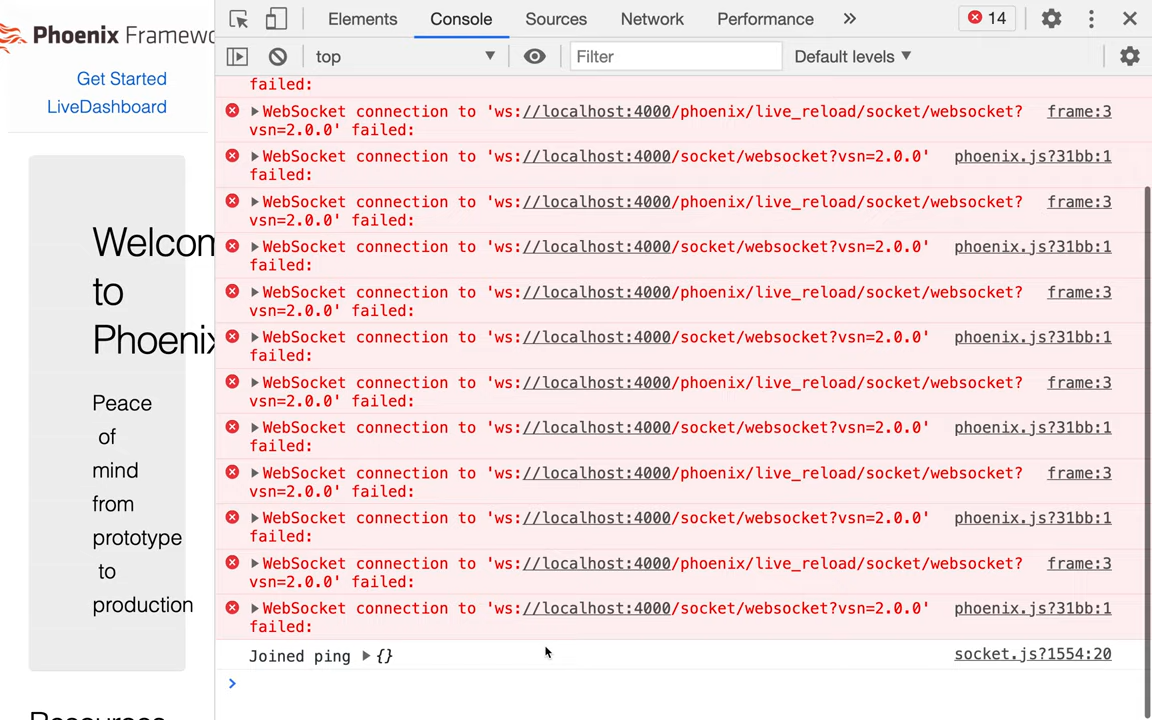 Phoenix Framewo
Get Started
LiveDashboard
Welcom
to
Phoenix
Peace
of
mind
from
prototype
to
production
Resources
Elements Console Sources Network Performance » 14
top Filter Default levels
failed:
WebSocket connection to 'ws://localhost:4000/phoenix/live_reload/socket/websocket? frame:3
vsn=2.0.0' failed:
WebSocket connection to 'ws://localhost:4000/socket/websocket?vsn=2.0.0' phoenix.js?31bb:1
failed:
WebSocket connection to 'ws://localhost:4000/phoenix/live_reload/socket/websocket? frame:3
vsn=2.0.0' failed:
WebSocket connection to 'ws://localhost:4000/socket/websocket?vsn=2.0.0' phoenix.js?31bb:1
failed:
WebSocket connection to 'ws://localhost:4000/phoenix/live_reload/socket/websocket? frame:3
vsn=2.0.0' failed:
WebSocket connection to 'ws://localhost:4000/socket/websocket?vsn=2.0.0' phoenix.js?31bb:1
failed:
WebSocket connection to 'ws://localhost:4000/phoenix/live_reload/socket/websocket? frame:3
vsn=2.0.0' failed:
WebSocket connection to 'ws://localhost:4000/socket/websocket?vsn=2.0.0' phoenix.js?31bb:1
failed:
WebSocket connection to 'ws://localhost:4000/phoenix/live_reload/socket/websocket? frame:3
vsn=2.0.0' failed:
WebSocket connection to 'ws://localhost:4000/socket/websocket?vsn=2.0.0' phoenix.js?31bb:1
failed:
WebSocket connection to 'ws://localhost:4000/phoenix/live_reload/socket/websocket? frame:3
vsn=2.0.0' failed:
WebSocket connection to 'ws://localhost:4000/socket/websocket?vsn=2.0.0' phoenix.js?31bb:1
failed:
Joined ping {} socket.js?1554:20